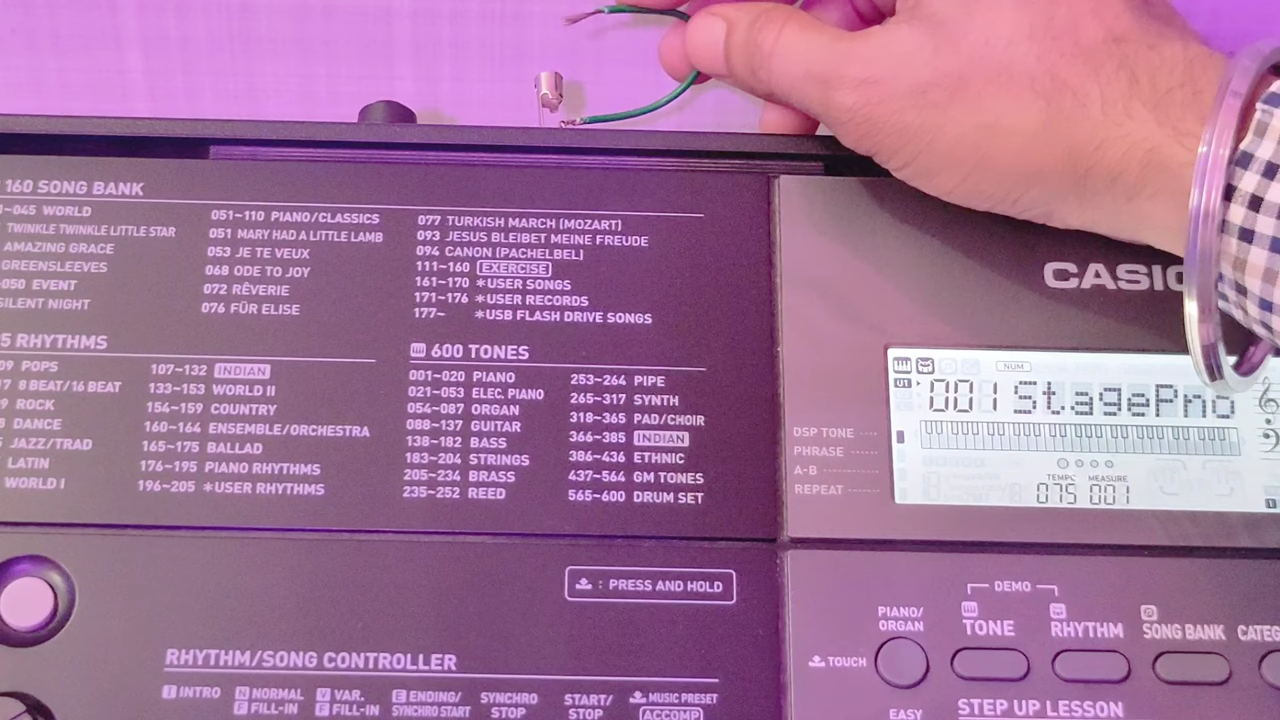 160 SONG BANK
~045 WORLD
TWINKLE TWINKLE LITTLE STAR
AMAZING GRACE
GREENSLEEVES
~050 EVENT
SILENT NIGHT
051~110 PIANO/CLASSICS
051 MARY HAD A LITTLE LAMB
053 JE TE VEUX
068 ODE TO JOY
072 RÊVERIE
076 FÜR ELISE
077 TURKISH MARCH (MOZART)
093 JESUS BLEIBET MEINE FREUDE
094 CANON (PACHELBEL)
111~160 EXERCISE
161~170 *USER SONGS
171~176 *USER RECORDS
177~ *USB FLASH DRIVE SONGS
5 RHYTHMS
09 POPS
7 8 BEAT/16 BEAT
9 ROCK
DANCE
JAZZ/TRAD
LATIN
WORLD I
107~132 INDIAN
133~153 WORLD II
154~159 COUNTRY
160~164 ENSEMBLE/ORCHESTRA
165~175 BALLAD
176~195 PIANO RHYTHMS
196~205 *USER RHYTHMS
600 TONES
001~020 PIANO
021~053 ELEC. PIANO
054~087 ORGAN
088~137 GUITAR
138~182 BASS
183~204 STRINGS
205~234 BRASS
235~252 REED
253~264 PIPE
265~317 SYNTH
318~365 PAD/CHOIR
366~385 INDIAN
386~436 ETHNIC
437~564 GM TONES
565~600 DRUM SET
CASIO
NUM
U1
001 StagePno
TEMPO MEASURE
075 001
1
DSP TONE
PHRASE
A-B
REPEAT
: PRESS AND HOLD
RHYTHM/SONG CONTROLLER
I INTRO
N NORMAL
F FILL-IN
V VAR.
F FILL-IN
E ENDING/
SYNCHRO START
SYNCHRO
STOP
START/
STOP
MUSIC PRESET
ACCOMP
DEMO
PIANO/
ORGAN
TONE
RHYTHM
SONG BANK
CATEG
TOUCH
EASY
STEP UP LESSON